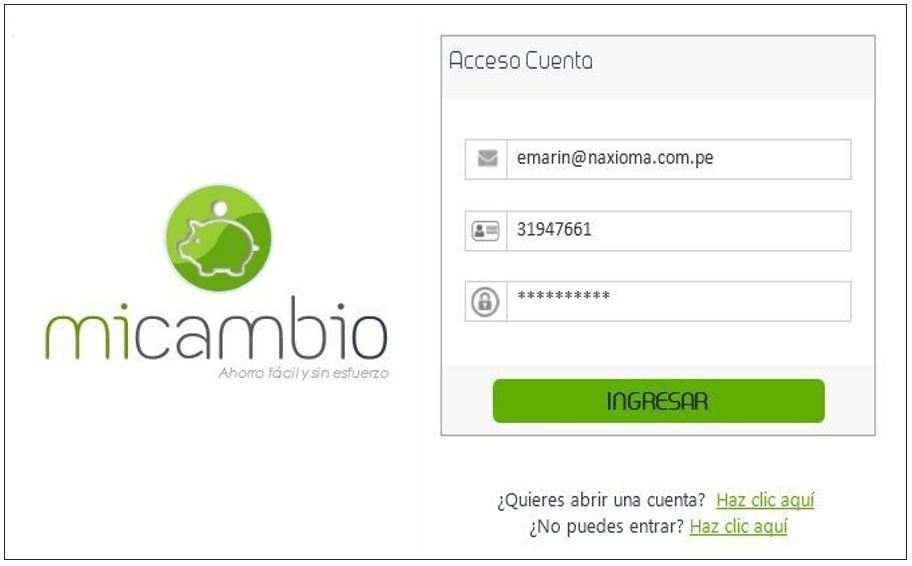 Acceso Cuenta
emarin@naxioma.com.pe
31947661
**********
INGRESAR
micambio
Ahorro fácil y sin esfuerzo
¿Quieres abrir una cuenta? Haz clic aquí
¿No puedes entrar? Haz clic aquí